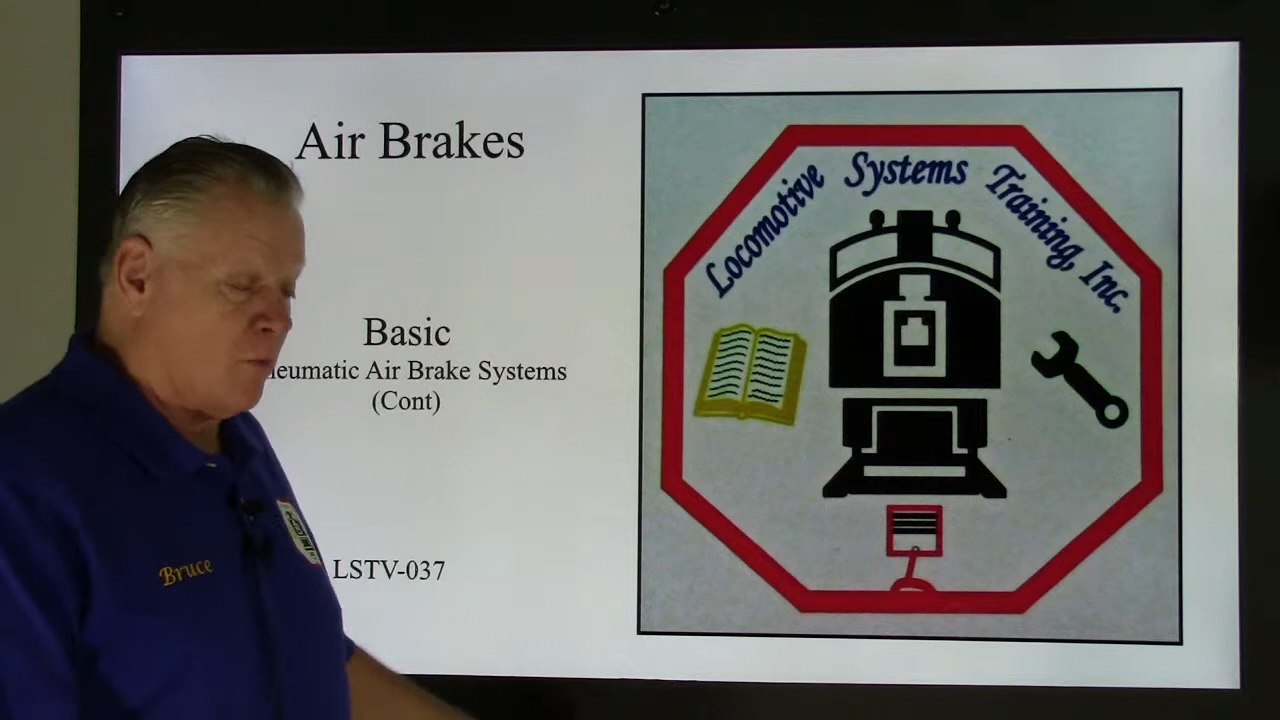 Air Brakes
Basic
neumatic Air Brake Systems
(Cont)
LSTV-037
Locomotive Systems Training, Inc.
Bruce